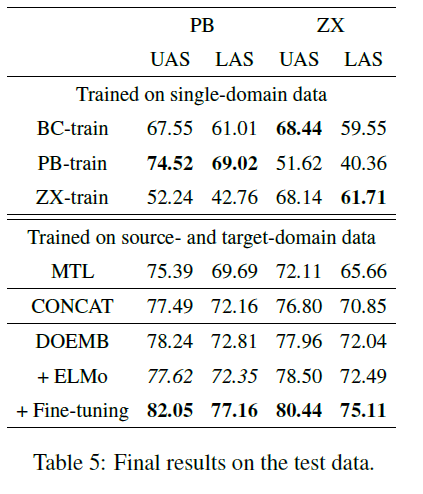 PB ZX
UAS LAS UAS LAS
Trained on single-domain data
BC-train 67.55 61.01 68.44 59.55
PB-train 74.52 69.02 51.62 40.36
ZX-train 52.24 42.76 68.14 61.71
Trained on source- and target-domain data
MTL 75.39 69.69 72.11 65.66
CONCAT 77.49 72.16 76.80 70.85
DOEMB 78.24 72.81 77.96 72.04
+ ELMo 77.62 72.35 78.50 72.49
+ Fine-tuning 82.05 77.16 80.44 75.11
Table 5: Final results on the test data.